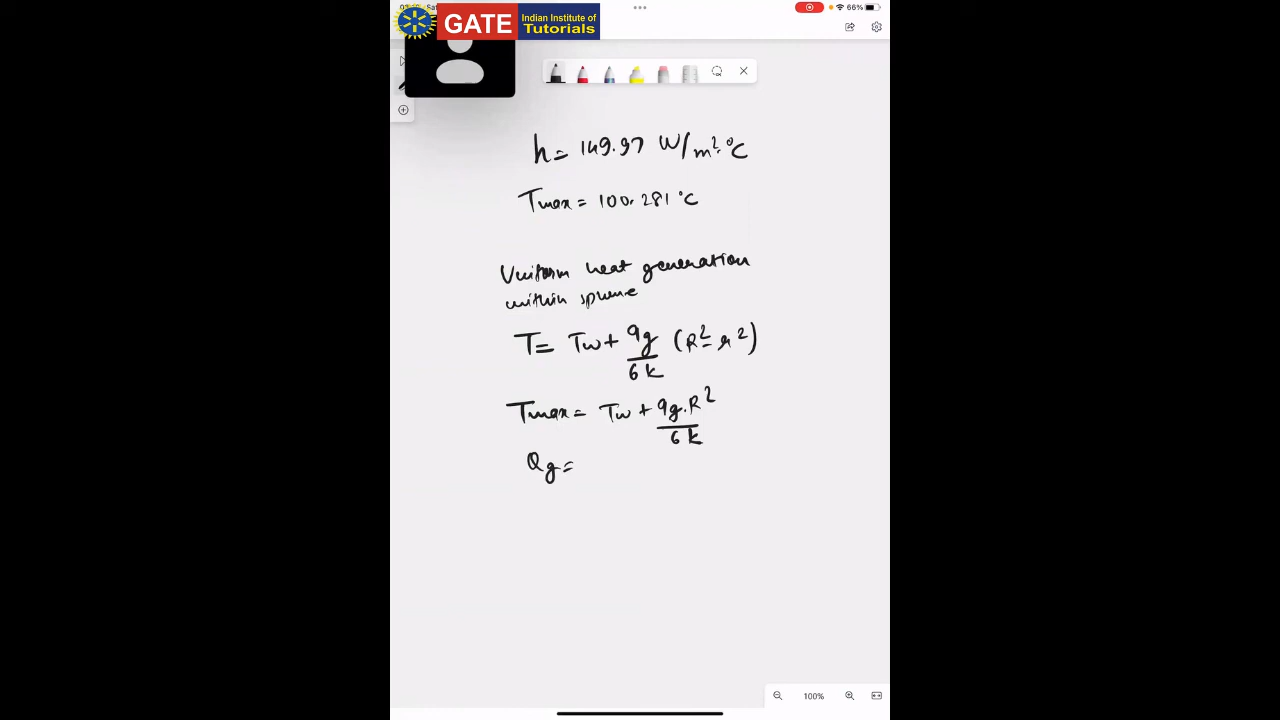 GATE Indian Institute of Tutorials
66%
h = 149.97 W/m²·°C
Tmax = 100.281 °C
Uniform heat generation
within sphere
T = Tw + qg/6k (R² - r²)
Tmax = Tw + qg.R²/6k
Qg =
100%